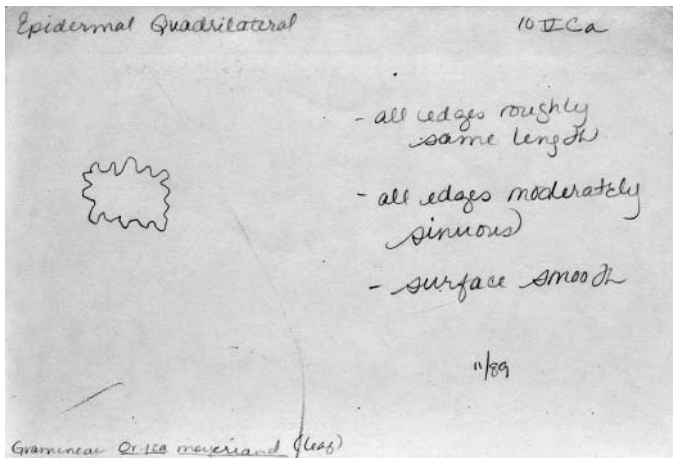 Epidermal Quadrilateral
10 II Ca
- all edges roughly
same length
- all edges moderately
sinuous
- surface smooth
11/89
Gramineae Oryza meyeriana (leaf)